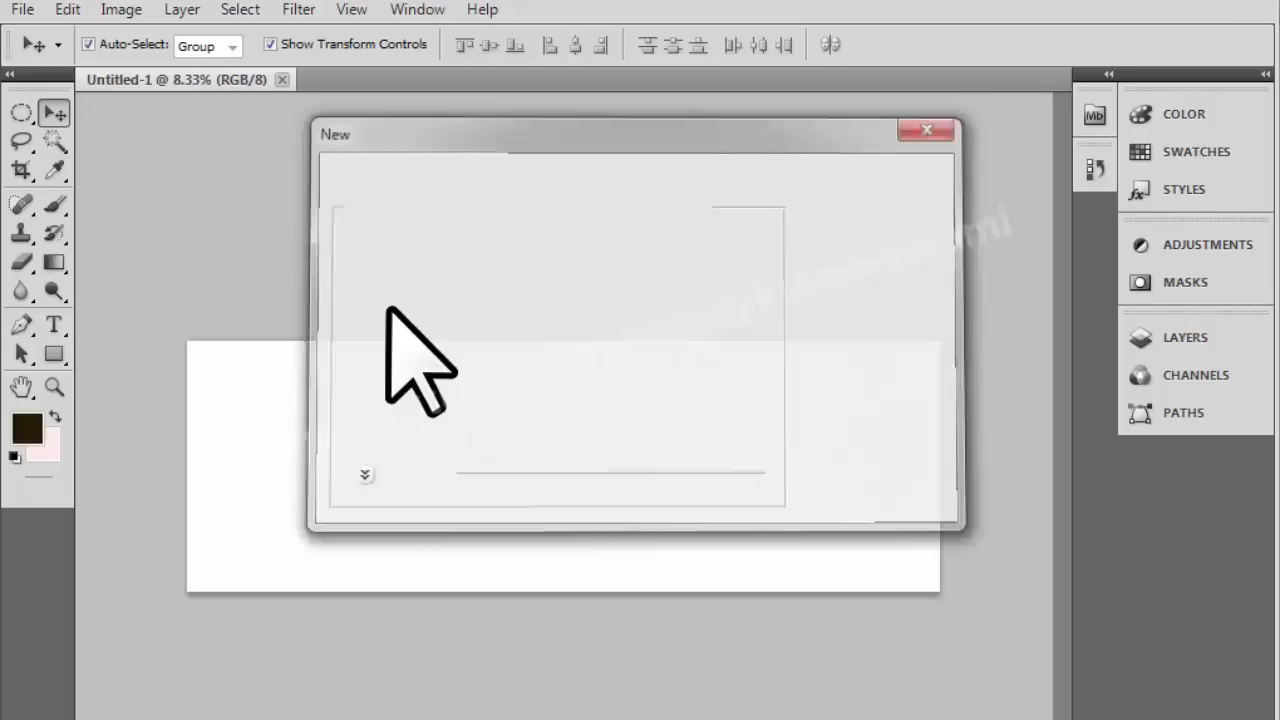 File Edit Image Layer Select Filter View Window Help
Auto-Select: Group Show Transform Controls
Untitled-1 @ 8.33% (RGB/8)
New
Mb
COLOR
SWATCHES
STYLES
ADJUSTMENTS
MASKS
LAYERS
CHANNELS
PATHS